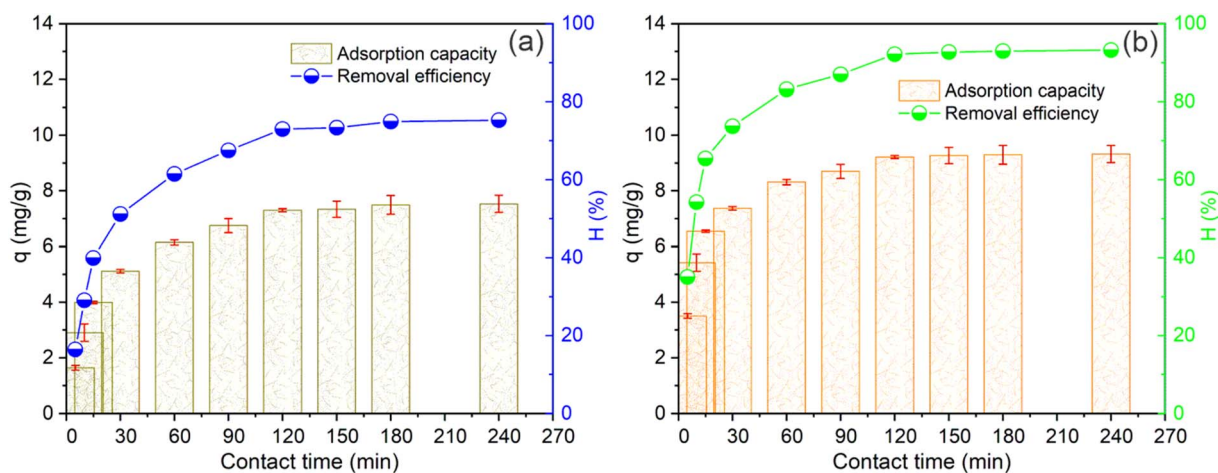 (a)
Adsorption capacity
Removal efficiency
q (mg/g)
14
12
10
8
6
4
2
0
H (%)
100
80
60
40
20
0
0 30 60 90 120 150 180 210 240 270
Contact time (min)
(b)
Adsorption capacity
Removal efficiency
q (mg/g)
14
12
10
8
6
4
2
0
H (%)
100
80
60
40
20
0
0 30 60 90 120 150 180 210 240 270
Contact time (min)